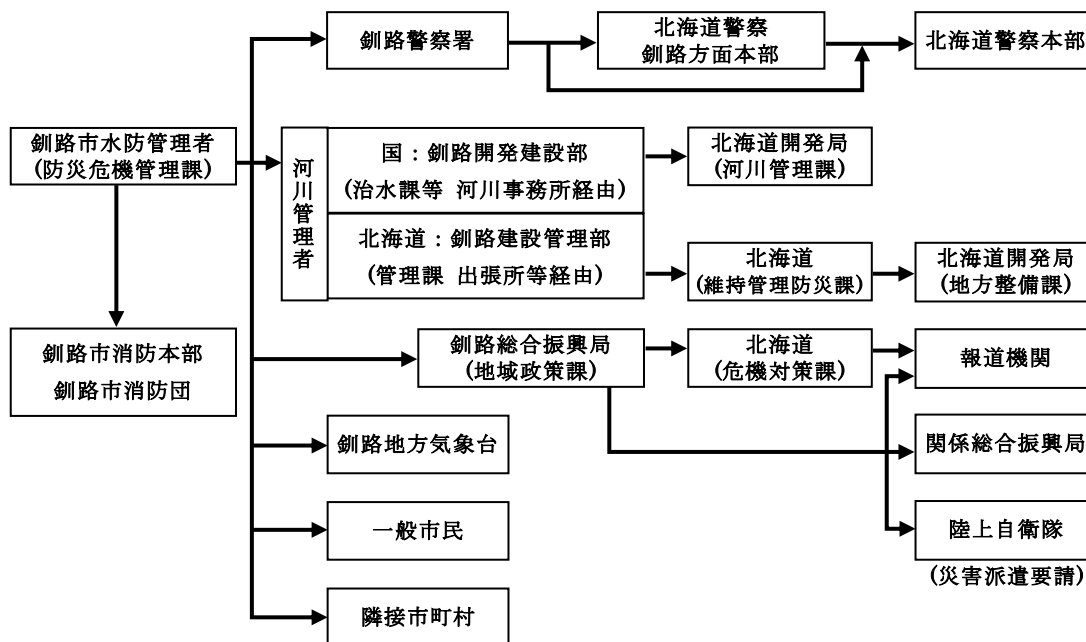 釧路警察署
北海道警察
釧路方面本部
北海道警察本部
釧路市水防管理者
(防災危機管理課)
河川管理者
国：釧路開発建設部
(治水課等 河川事務所経由)
北海道開発局
(河川管理課)
北海道：釧路建設管理部
(管理課 出張所等経由)
北海道
(維持管理防災課)
北海道開発局
(地方整備課)
釧路市消防本部
釧路市消防団
釧路総合振興局
(地域政策課)
北海道
(危機対策課)
報道機関
釧路地方気象台
関係総合振興局
一般市民
陸上自衛隊
(災害派遣要請)
隣接市町村